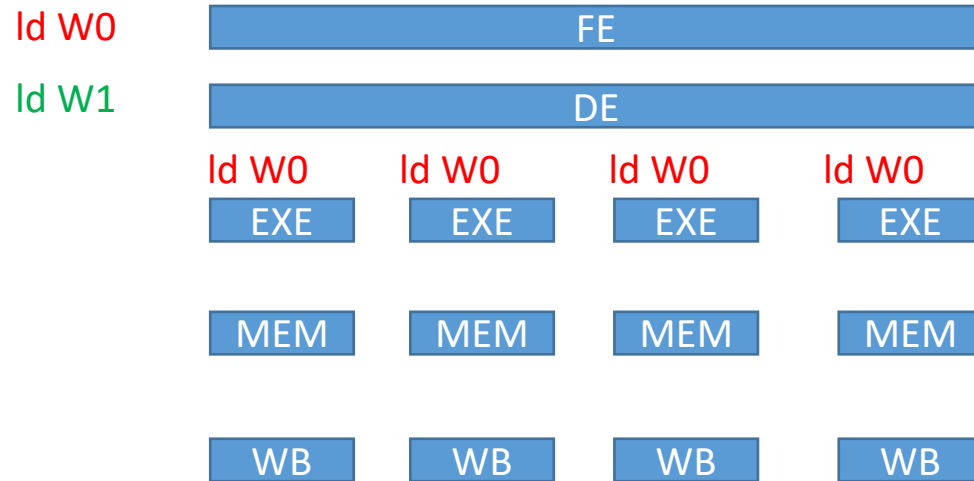 ld W0 FE
ld W1 DE
ld W0 ld W0 ld W0 ld W0
EXE EXE EXE EXE
MEM MEM MEM MEM
WB WB WB WB